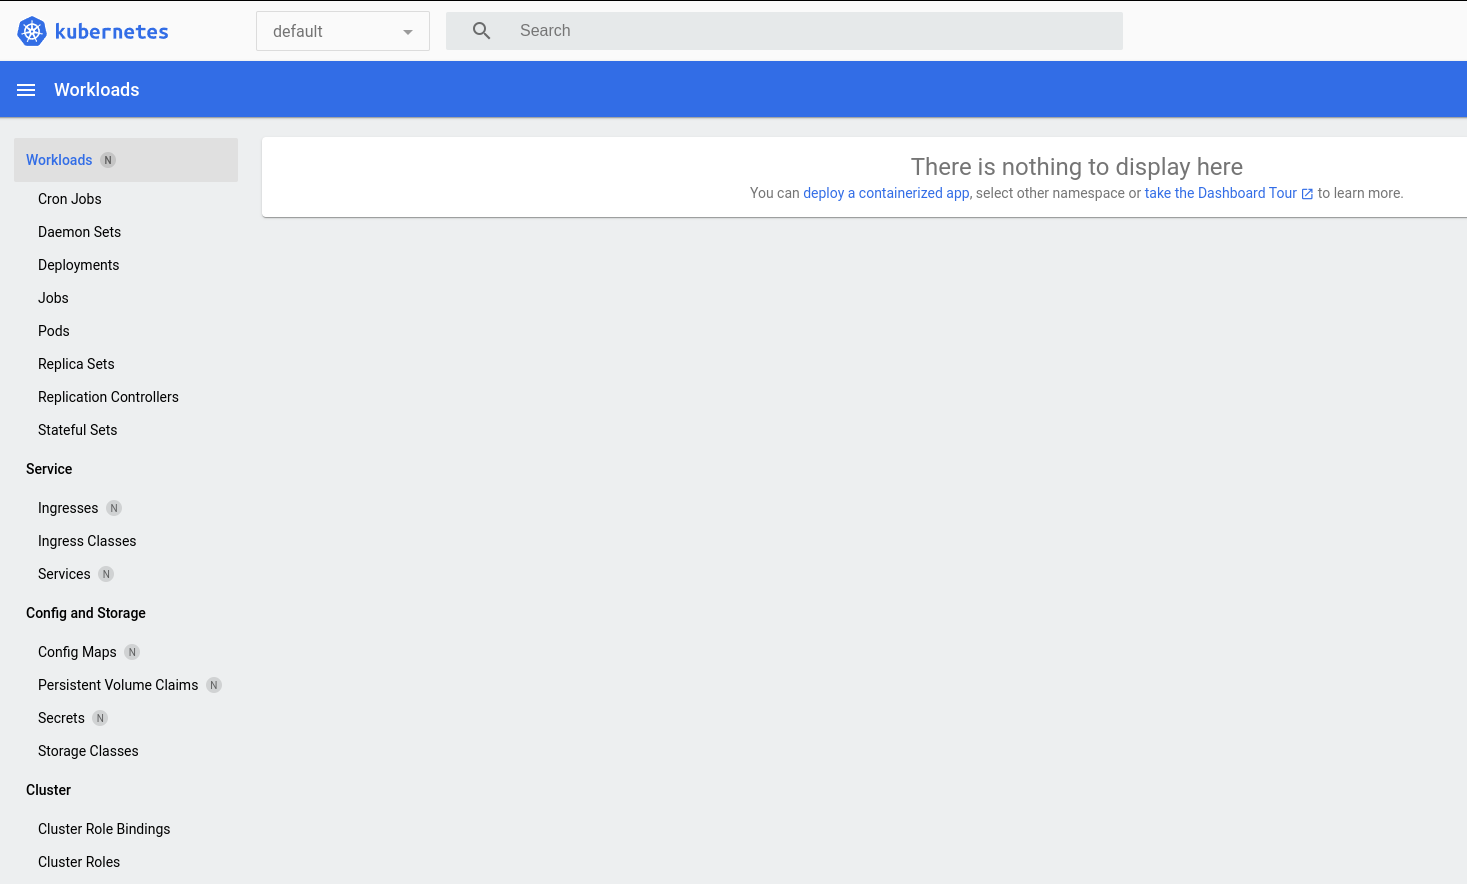 kubernetes
default
Search
Workloads
Workloads N
Cron Jobs
Daemon Sets
Deployments
Jobs
Pods
Replica Sets
Replication Controllers
Stateful Sets
Service
Ingresses N
Ingress Classes
Services N
Config and Storage
Config Maps N
Persistent Volume Claims N
Secrets N
Storage Classes
Cluster
Cluster Role Bindings
Cluster Roles
There is nothing to display here
You can deploy a containerized app, select other namespace or take the Dashboard Tour to learn more.